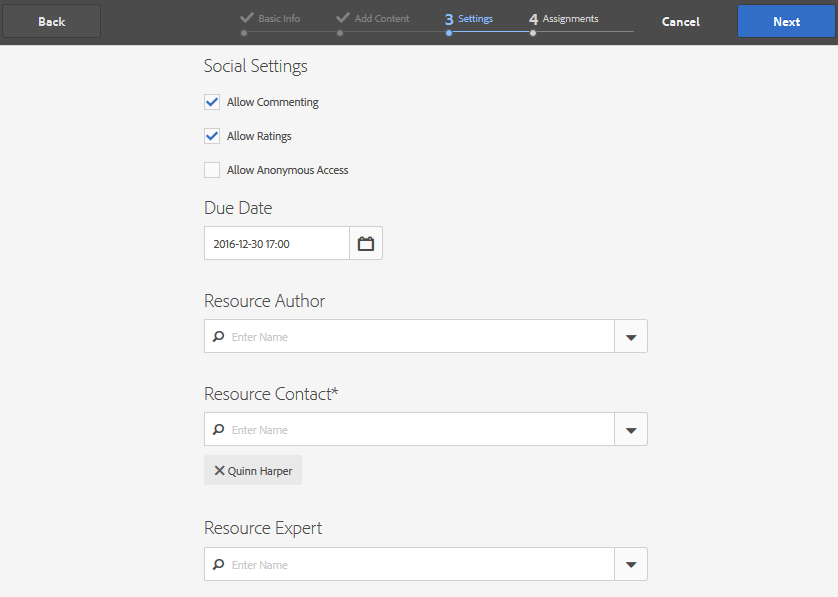 Back
Basic Info
Add Content
3 Settings
4 Assignments
Cancel
Next
Social Settings
Allow Commenting
Allow Ratings
Allow Anonymous Access
Due Date
2016-12-30 17:00
Resource Author
Enter Name
Resource Contact*
Enter Name
Quinn Harper
Resource Expert
Enter Name